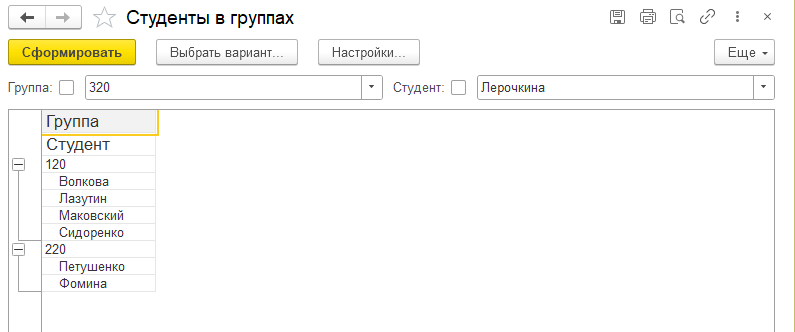 Студенты в группах
Сформировать Выбрать вариант... Настройки... Еще
Группа: 320 Студент: Лерочкина
Группа
Студент
120
Волкова
Лазутин
Маковский
Сидоренко
220
Петушенко
Фомина